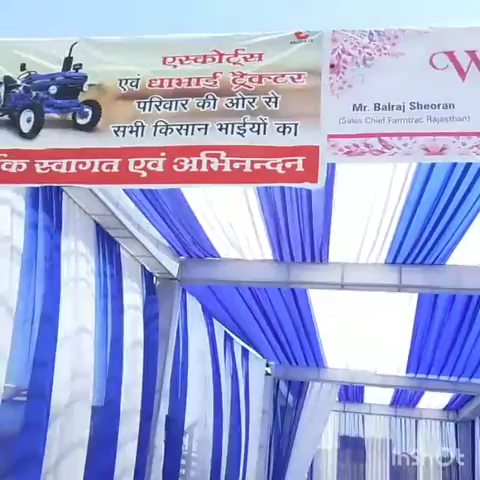 एस्कोर्ट्स
एवं धाभाई ट्रेक्टर
परिवार की ओर से
सभी किसान भाईयों का
स्वागत एवं अभिनन्दन
W
Mr. Balraj Sheoran
(Sales Chief Farmtrac Rajasthan)
inshot